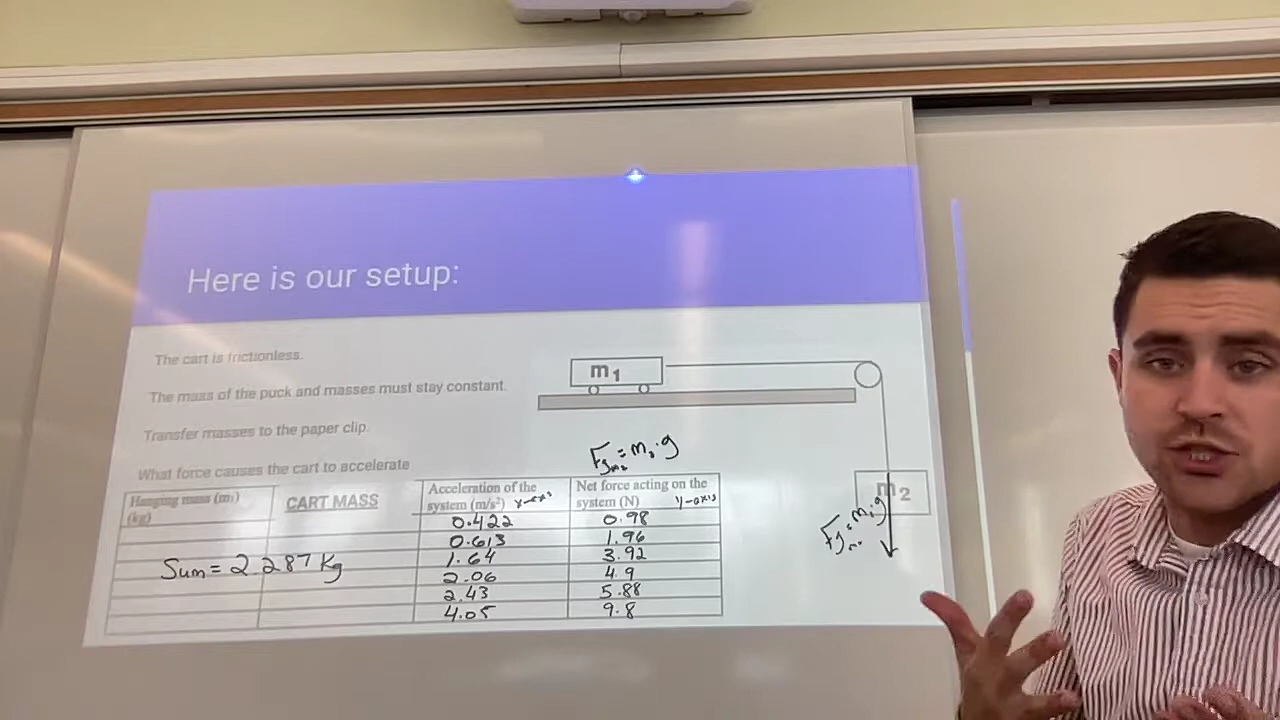 Here is our setup:
The cart is frictionless.
The mass of the puck and masses must stay constant.
Transfer masses to the paper clip.
What force causes the cart to accelerate
m1
m2
Hanging mass (m₁) (kg)
CART MASS
Acceleration of the system (m/s²)
Net force acting on the system (N) y-axis
0.422 0.98
0.613 1.96
1.64 3.92
2.06 4.9
2.43 5.88
4.05 9.8
Sum = 2.287 Kg